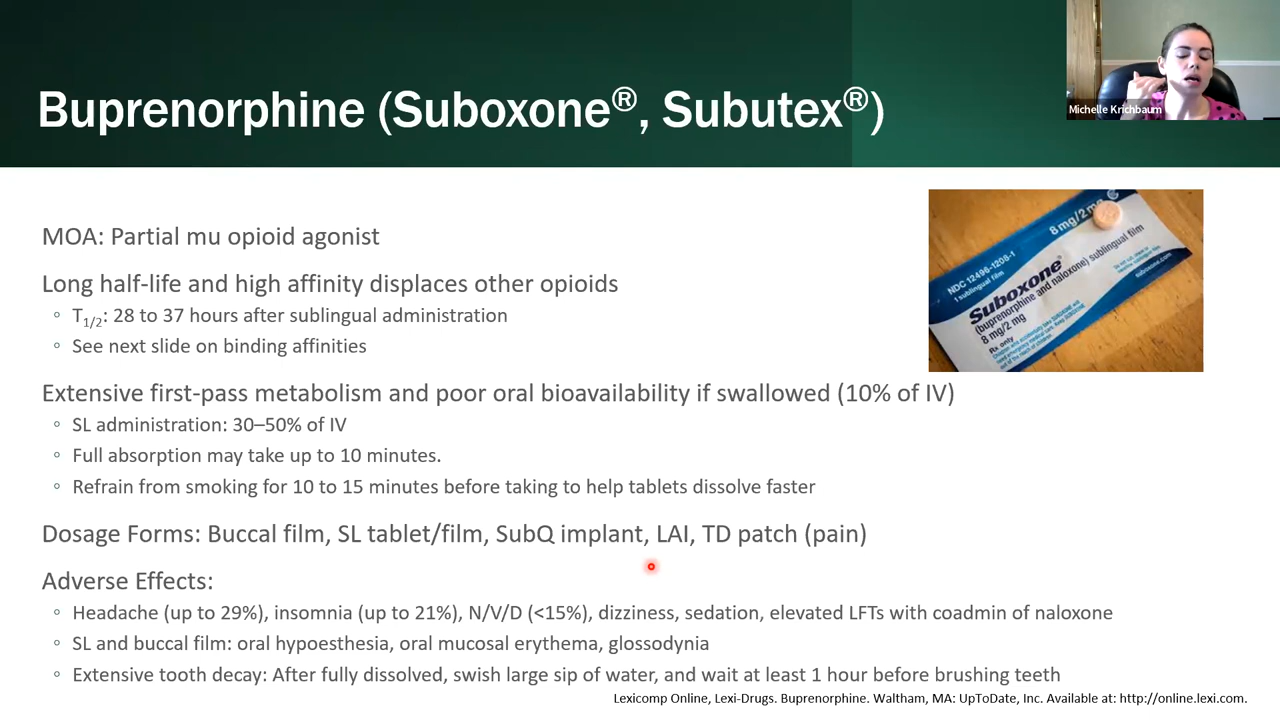 Buprenorphine (Suboxone®, Subutex®)
Michelle Krichbaum
MOA: Partial mu opioid agonist
Long half-life and high affinity displaces other opioids
◦ T1/2: 28 to 37 hours after sublingual administration
◦ See next slide on binding affinities
Extensive first-pass metabolism and poor oral bioavailability if swallowed (10% of IV)
◦ SL administration: 30–50% of IV
◦ Full absorption may take up to 10 minutes.
◦ Refrain from smoking for 10 to 15 minutes before taking to help tablets dissolve faster
Dosage Forms: Buccal film, SL tablet/film, SubQ implant, LAI, TD patch (pain)
Adverse Effects:
◦ Headache (up to 29%), insomnia (up to 21%), N/V/D (<15%), dizziness, sedation, elevated LFTs with coadmin of naloxone
◦ SL and buccal film: oral hypoesthesia, oral mucosal erythema, glossodynia
◦ Extensive tooth decay: After fully dissolved, swish large sip of water, and wait at least 1 hour before brushing teeth
Lexicomp Online, Lexi-Drugs. Buprenorphine. Waltham, MA: UpToDate, Inc. Available at: http://online.lexi.com.
8 mg/2 mg
NDC 12496-1208-1
1 sublingual film
Suboxone®
(buprenorphine and naloxone) sublingual film
8 mg/2 mg
Rx only
suboxone.com